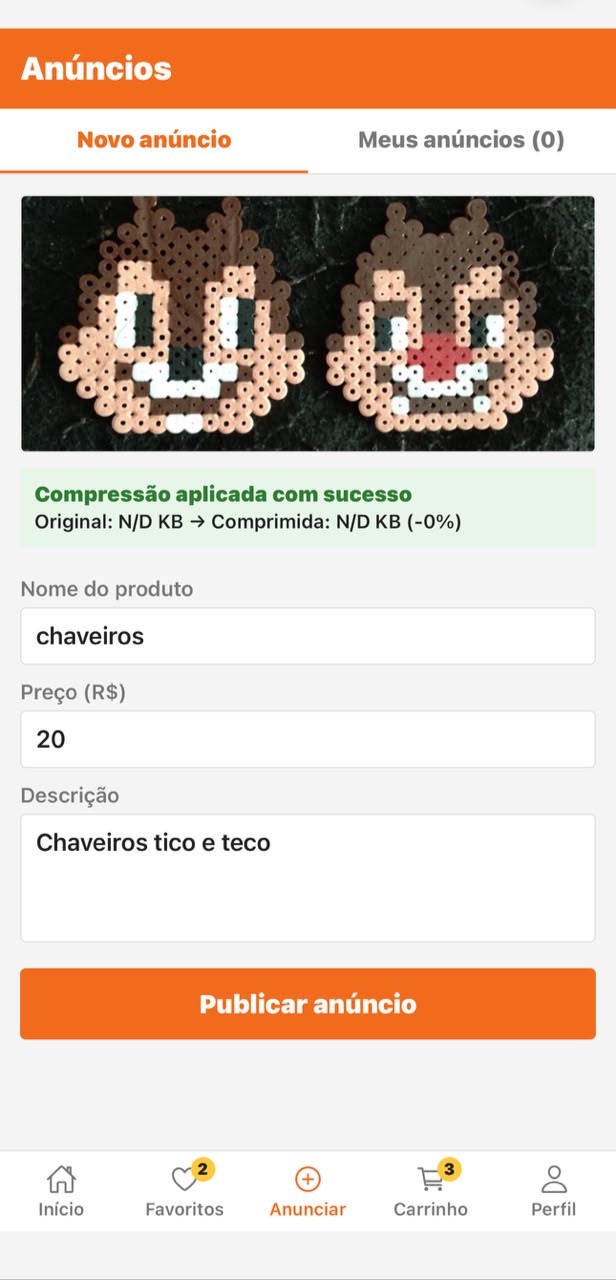 Anúncios
Novo anúncio
Meus anúncios (0)
Compressão aplicada com sucesso
Original: N/D KB → Comprimida: N/D KB (-0%)
Nome do produto
chaveiros
Preço (R$)
20
Descrição
Chaveiros tico e teco
Publicar anúncio
2
3
Início
Favoritos
Anunciar
Carrinho
Perfil